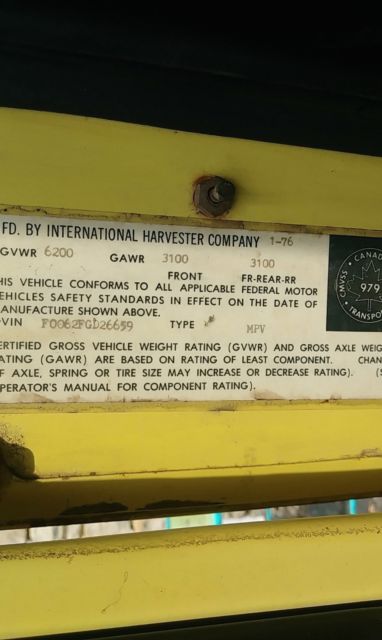 FD. BY INTERNATIONAL HARVESTER COMPANY 1-76
GVWR 6200 GAWR 3100 3100
FRONT FR-REAR-RR
HIS VEHICLE CONFORMS TO ALL APPLICABLE FEDERAL MOTOR
EHICLES SAFETY STANDARDS IN EFFECT ON THE DATE OF
MANUFACTURE SHOWN ABOVE.
OVIN F0062FGD26659 TYPE MPV
ERTIFIED GROSS VEHICLE WEIGHT RATING (GVWR) AND GROSS AXLE WEIG
ATING (GAWR) ARE BASED ON RATING OF LEAST COMPONENT. CHAN
F AXLE, SPRING OR TIRE SIZE MAY INCREASE OR DECREASE RATING). (S
PERATOR'S MANUAL FOR COMPONENT RATING).
CANAD
CMVSS
979
TRANSPO